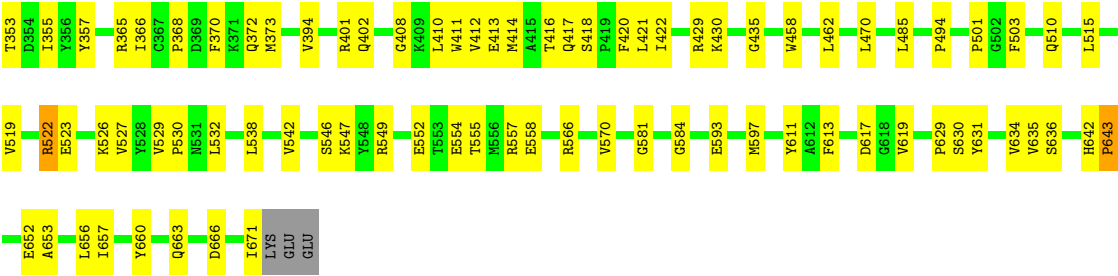 T353 D354 I355 Y356 Y357 R365 I366 C367 P368 D369 F370 K371 Q372 M373 V394 R401 Q402 G408 K409 L410 W411 V412 E413 M414 A415 T416 Q417 S418 P419 F420 L421 I422 R429 K430 G435 W458 L462 L470 L485 P494 P501 G502 F503 Q510 L515
V519 R522 E523 K526 V527 Y528 V529 P530 N531 L532 L538 V542 S546 K547 Y548 R549 E552 T553 E554 T555 M556 R557 E558 R566 V570 G581 G584 E593 M597 Y611 A612 F613 D617 G618 V619 P629 S630 Y631 V634 V635 S636 H642 P643
E652 A653 L656 I657 Y660 Q663 D666 I671 LYS GLU GLU